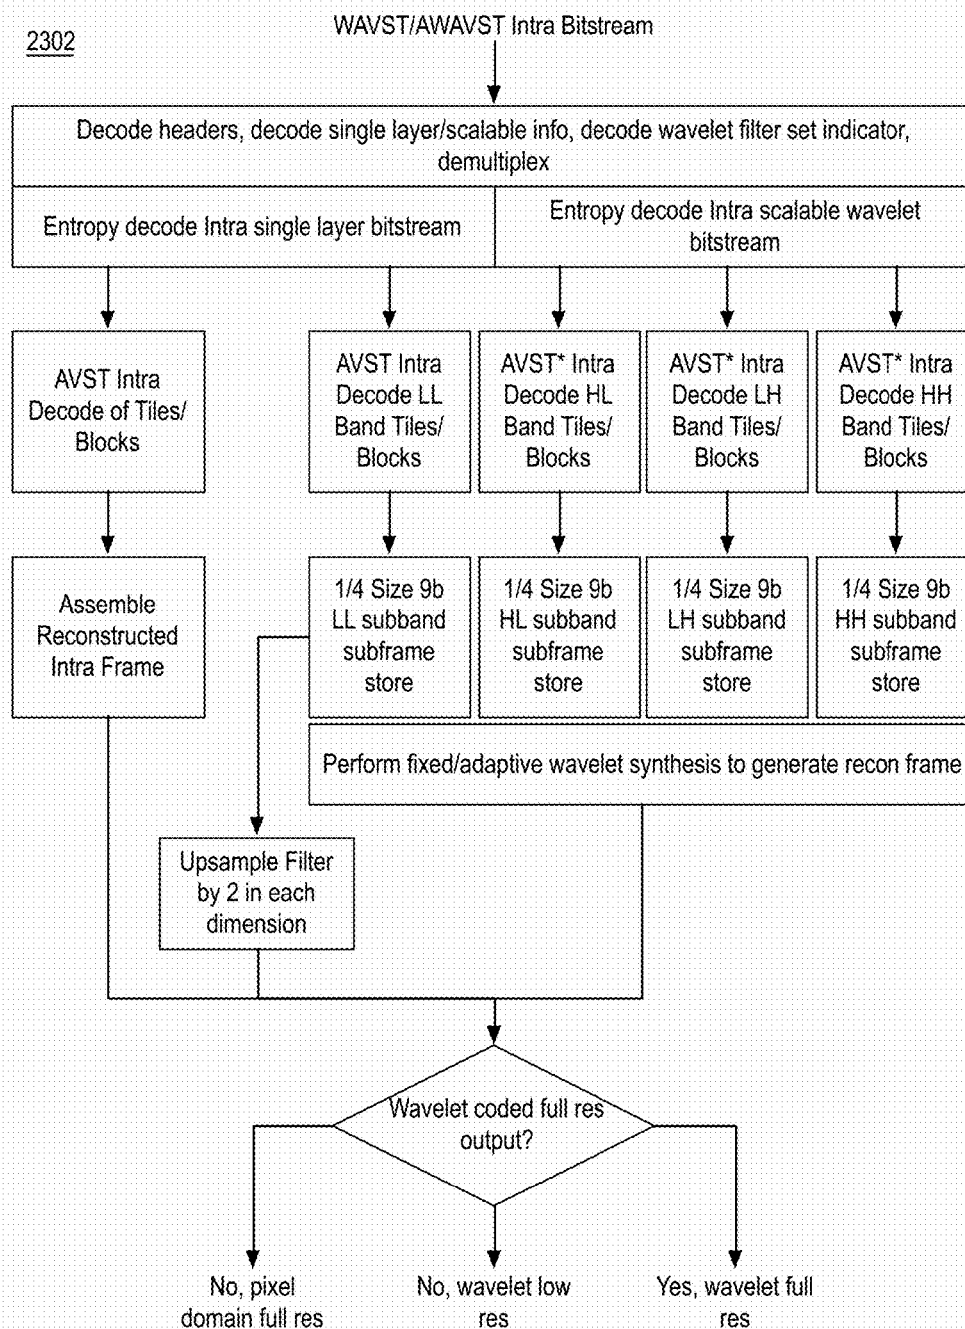 WAVST/AWAVST Intra Bitstream
2302
Decode headers, decode single layer/scalable info, decode wavelet filter set indicator,
demultiplex
Entropy decode Intra single layer bitstream
Entropy decode Intra scalable wavelet
bitstream
AVST Intra
Decode of Tiles/
Blocks
AVST Intra
Decode LL
Band Tiles/
Blocks
AVST* Intra
Decode HL
Band Tiles/
Blocks
AVST* Intra
Decode LH
Band Tiles/
Blocks
AVST* Intra
Decode HH
Band Tiles/
Blocks
Assemble
Reconstructed
Intra Frame
1/4 Size 9b
LL subband
subframe
store
1/4 Size 9b
HL subband
subframe
store
1/4 Size 9b
LH subband
subframe
store
1/4 Size 9b
HH subband
subframe
store
Perform fixed/adaptive wavelet synthesis to generate recon frame
Upsample Filter
by 2 in each
dimension
Wavelet coded full res
output?
No, pixel
domain full res
No, wavelet low
res
Yes, wavelet full
res